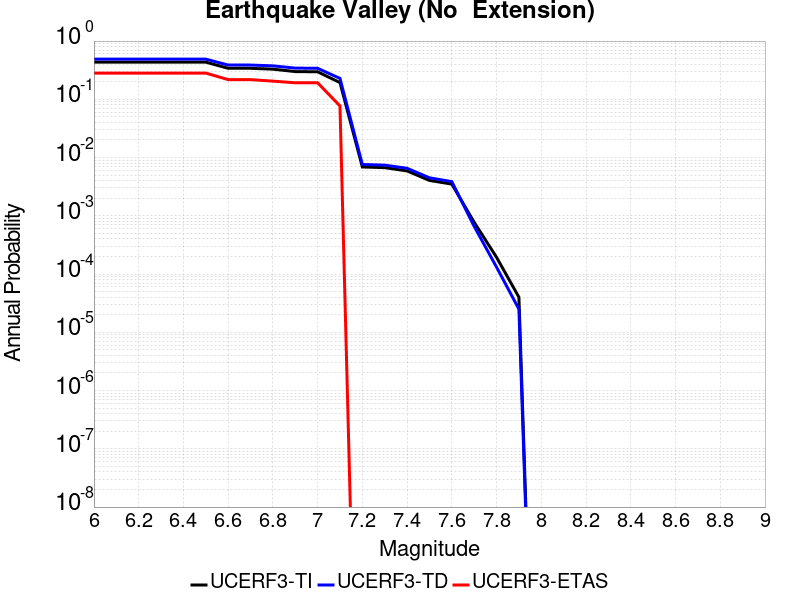 Earthquake Valley (No  Extension)
10^0
10^-1
10^-2
10^-3
10^-4
10^-5
10^-6
10^-7
10^-8
Annual Probability
6 6.2 6.4 6.6 6.8 7 7.2 7.4 7.6 7.8 8 8.2 8.4 8.6 8.8 9
Magnitude
UCERF3-TI UCERF3-TD UCERF3-ETAS